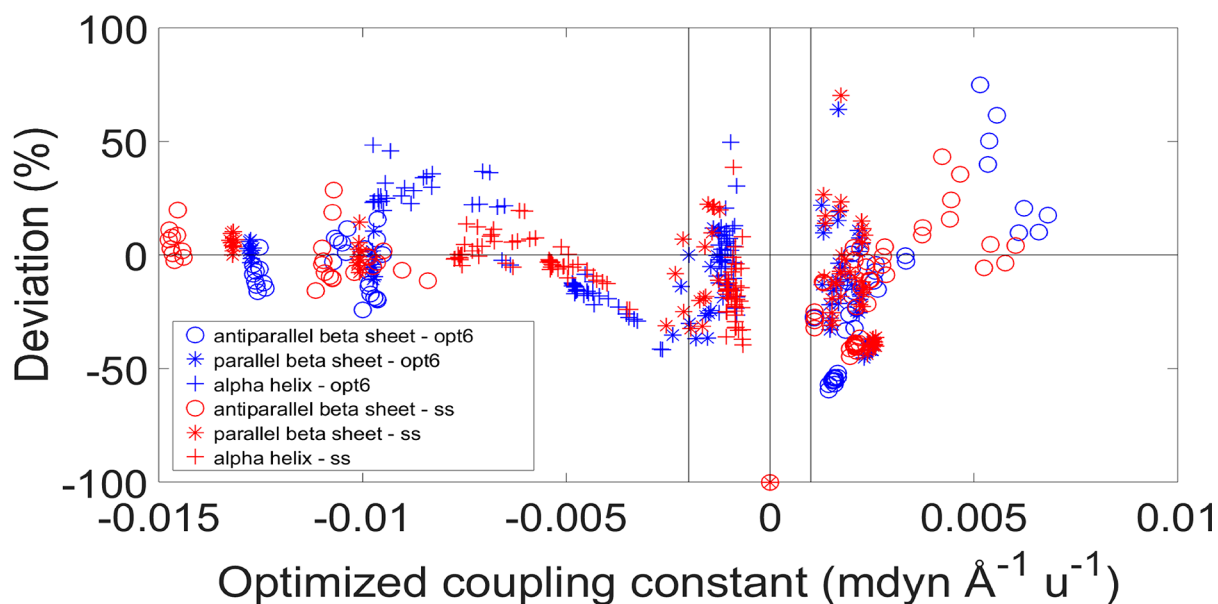 100
50
0
-50
-100
Deviation (%)
antiparallel beta sheet - opt6
parallel beta sheet - opt6
alpha helix - opt6
antiparallel beta sheet - ss
parallel beta sheet - ss
alpha helix - ss
-0.015 -0.01 -0.005 0 0.005 0.01
Optimized coupling constant (mdyn Å⁻¹ u⁻¹)